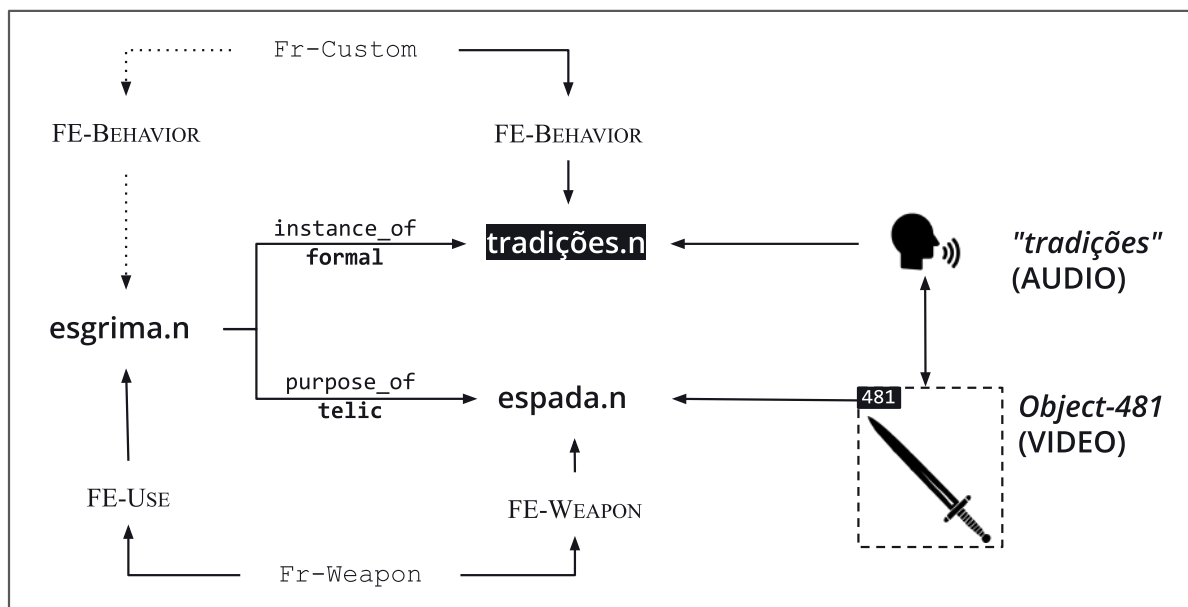 Fr-Custom
FE-BEHAVIOR
FE-BEHAVIOR
instance_of
formal
tradições.n
"tradições"
(AUDIO)
esgrima.n
purpose_of
telic
espada.n
481
Object-481
(VIDEO)
FE-USE
FE-WEAPON
Fr-Weapon